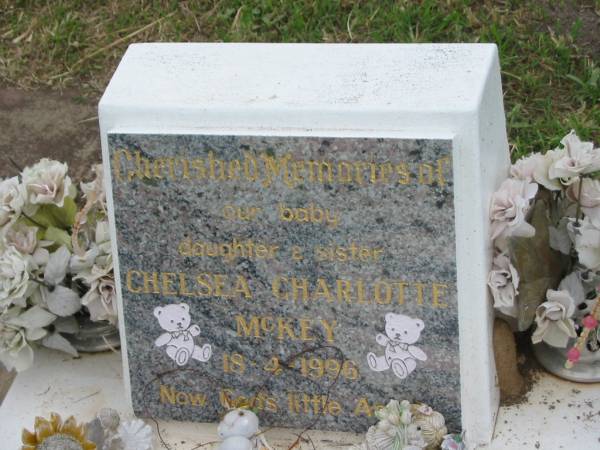 Cherished Memories of
our baby
daughter & sister
CHELSEA CHARLOTTE
McKEY
18-4-1996
Now God's little